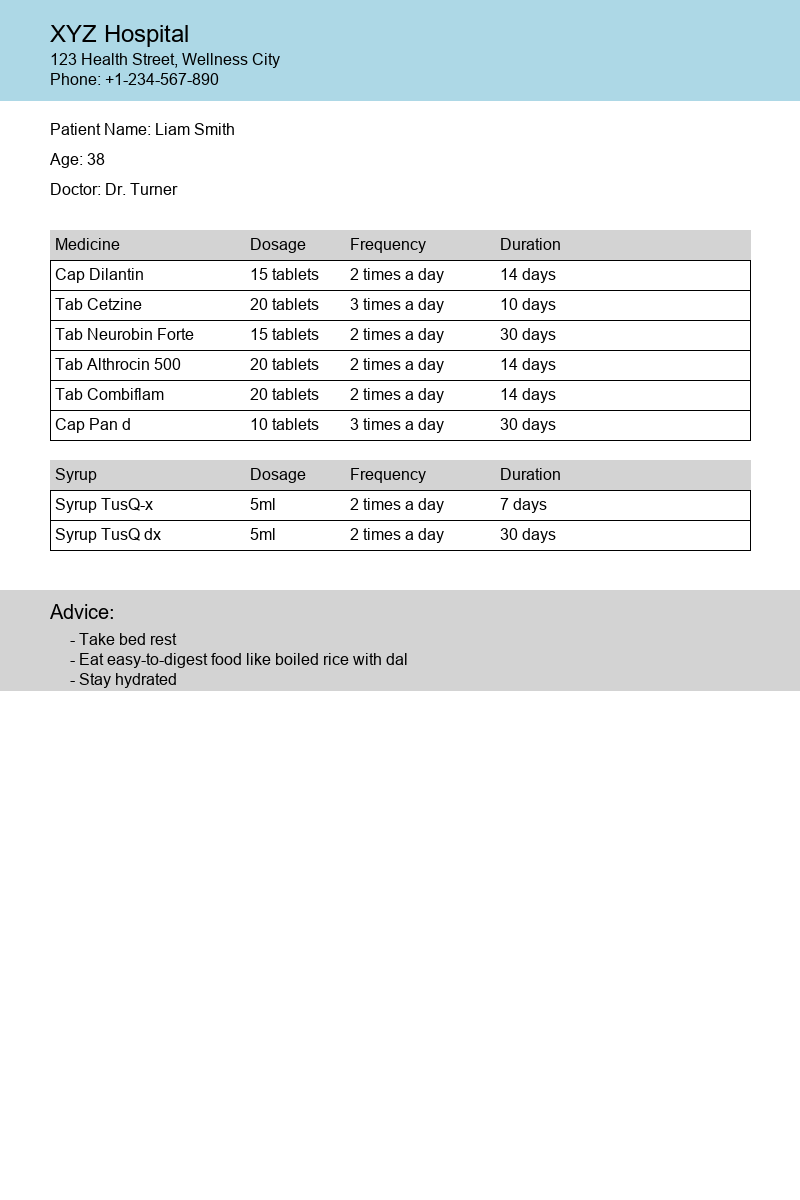 XYZ Hospital
123 Health Street, Wellness City
Phone: +1-234-567-890
Patient Name: Liam Smith
Age: 38
Doctor: Dr. Turner
Medicine Dosage Frequency Duration
Cap Dilantin 15 tablets 2 times a day 14 days
Tab Cetzine 20 tablets 3 times a day 10 days
Tab Neurobin Forte 15 tablets 2 times a day 30 days
Tab Althrocin 500 20 tablets 2 times a day 14 days
Tab Combiflam 20 tablets 2 times a day 14 days
Cap Pan d 10 tablets 3 times a day 30 days
Syrup Dosage Frequency Duration
Syrup TusQ-x 5ml 2 times a day 7 days
Syrup TusQ dx 5ml 2 times a day 30 days
Advice:
- Take bed rest
- Eat easy-to-digest food like boiled rice with dal
- Stay hydrated